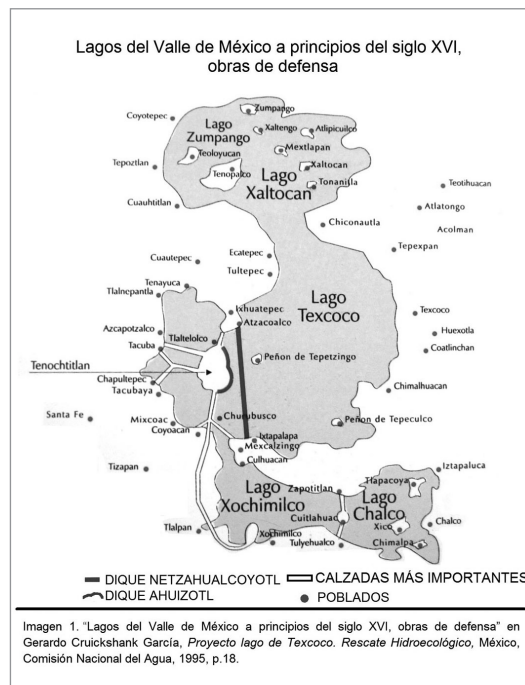 Lagos del Valle de México a principios del siglo XVI,
obras de defensa
Zumpango
Coyotepec
Lago
Zumpango
Xaltengo
Atlipicuilco
Mextlapan
Teoloyucan
Tepoztlan
Xaltocan
Tenopalco
Lago
Xaltocan
Tonanilla
Teotihuacan
Cuauhtitlan
Atlatongo
Chiconautla
Acolman
Tepexpan
Ecatepec
Cuautepec
Tultepec
Tenayuca
Tlalnepantla
Lago
Texcoco
Ixhuatepec
Atzacoalco
Texcoco
Azcapotzalco
Tlaltelolco
Huexotla
Tacuba
Coatlinchan
Tenochtitlan
Peñon de Tepetzingo
Chapultepec
Tacubaya
Chimalhuacan
Santa Fe
Mixcoac
Churubusco
Peñon de Tepeculco
Coyoacan
Ixtapalapa
Mexcalzingo
Culhuacan
Tizapan
Iztapaluca
Lago
Xochimilco
Zapotitlan
Tlapacoya
Lago
Chalco
Cuitlahuac
Xico
Chalco
Tlalpan
Xochimilco
Tulyehualco
Chimalpa
DIQUE NETZAHUALCOYOTL
CALZADAS MÁS IMPORTANTES
DIQUE AHUIZOTL
POBLADOS
Imagen 1. "Lagos del Valle de México a principios del siglo XVI, obras de defensa" en
Gerardo Cruickshank García, Proyecto lago de Texcoco. Rescate Hidroecológico, México,
Comisión Nacional del Agua, 1995, p.18.